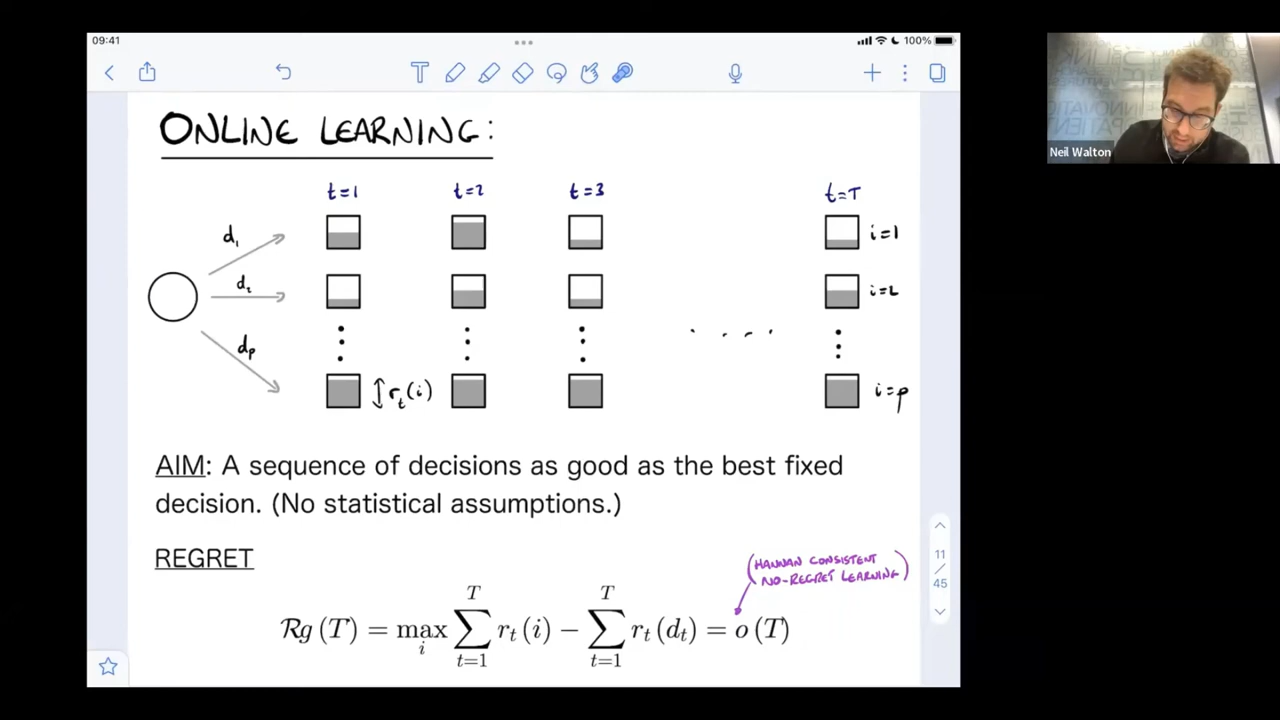 09:41
100%
ONLINE LEARNING:
t=1 t=2 t=3 t=T
d₁ i=1
d₂ i=2
dₚ rₜ(i) i=p
AIM: A sequence of decisions as good as the best fixed
decision. (No statistical assumptions.)
REGRET
(HANNAN CONSISTENT
NO-REGRET LEARNING)
Rg(T) = max_i ∑_{t=1}^{T} rₜ(i) − ∑_{t=1}^{T} rₜ(dₜ) = o(T)
11
/
45
Neil Walton